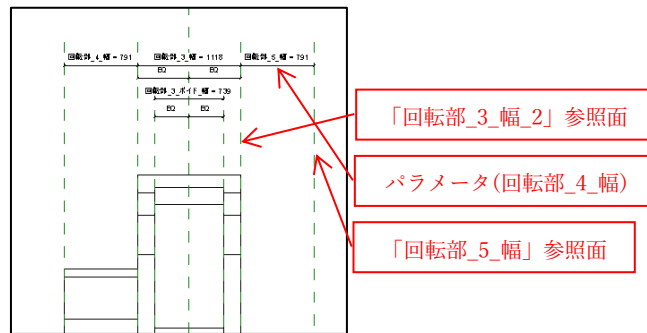 回転部_4_幅 = 791
回転部_3_幅 = 1118
回転部_5_幅 = 791
EQ
EQ
回転部_3_ボイド_幅 = 739
EQ
EQ
「回転部_3_幅_2」参照面
パラメータ(回転部_4_幅)
「回転部_5_幅」参照面